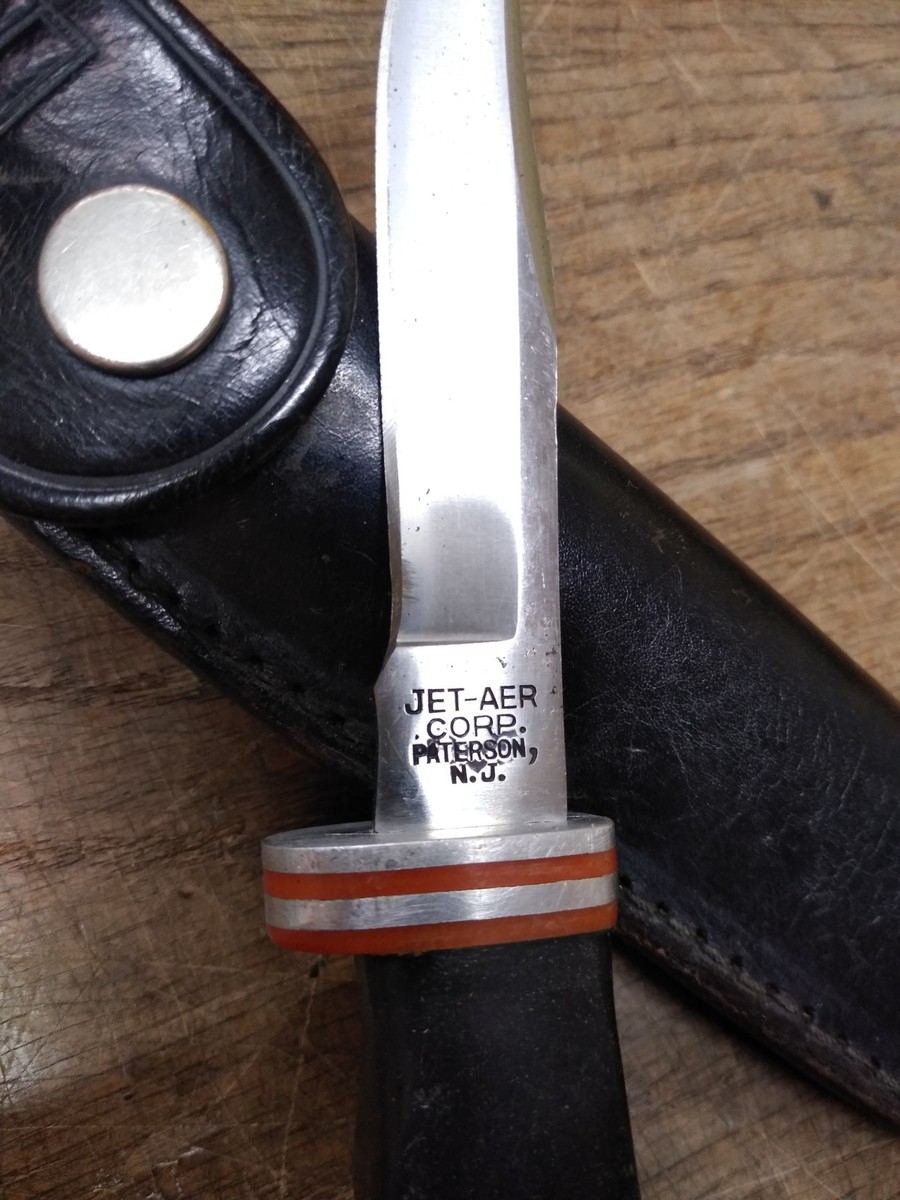 JET-AER
CORP.
PATERSON,
N.J.